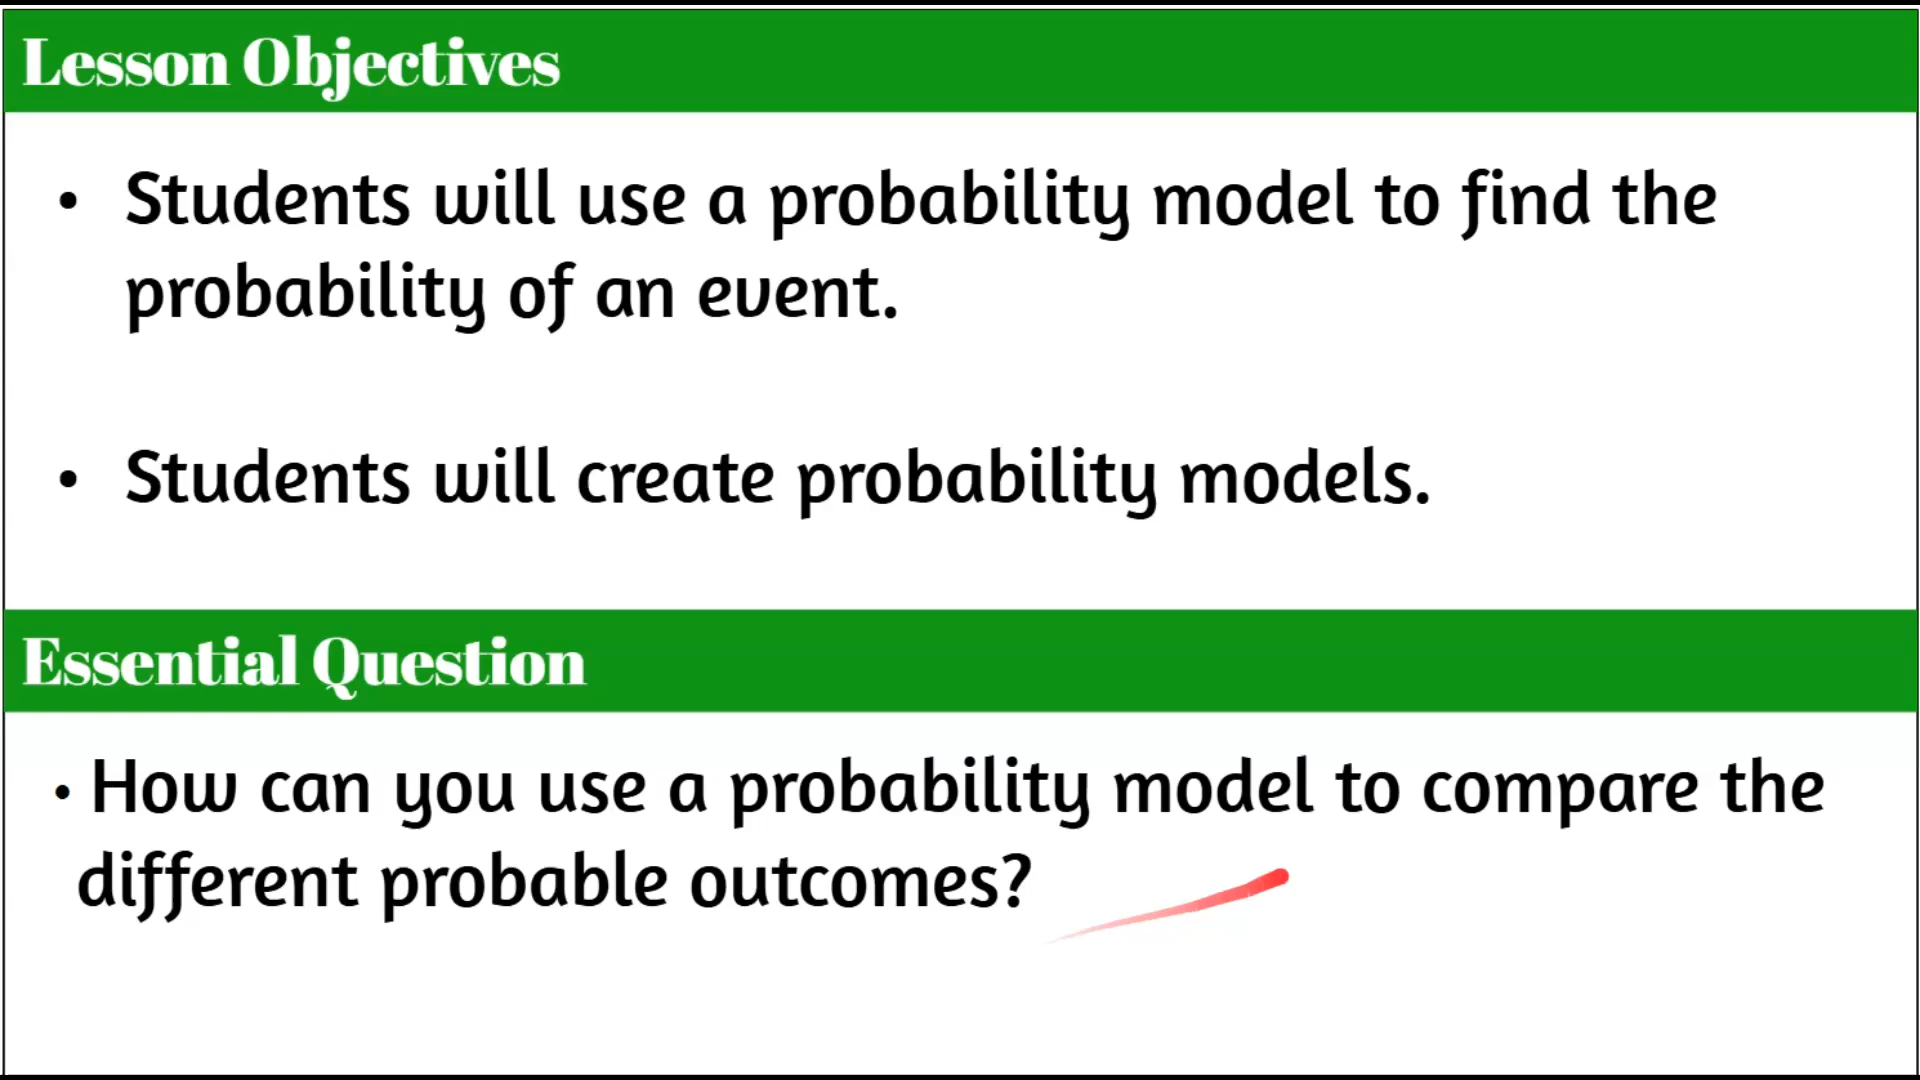 Lesson Objectives
• Students will use a probability model to find the
probability of an event.
• Students will create probability models.
Essential Question
• How can you use a probability model to compare the
different probable outcomes?